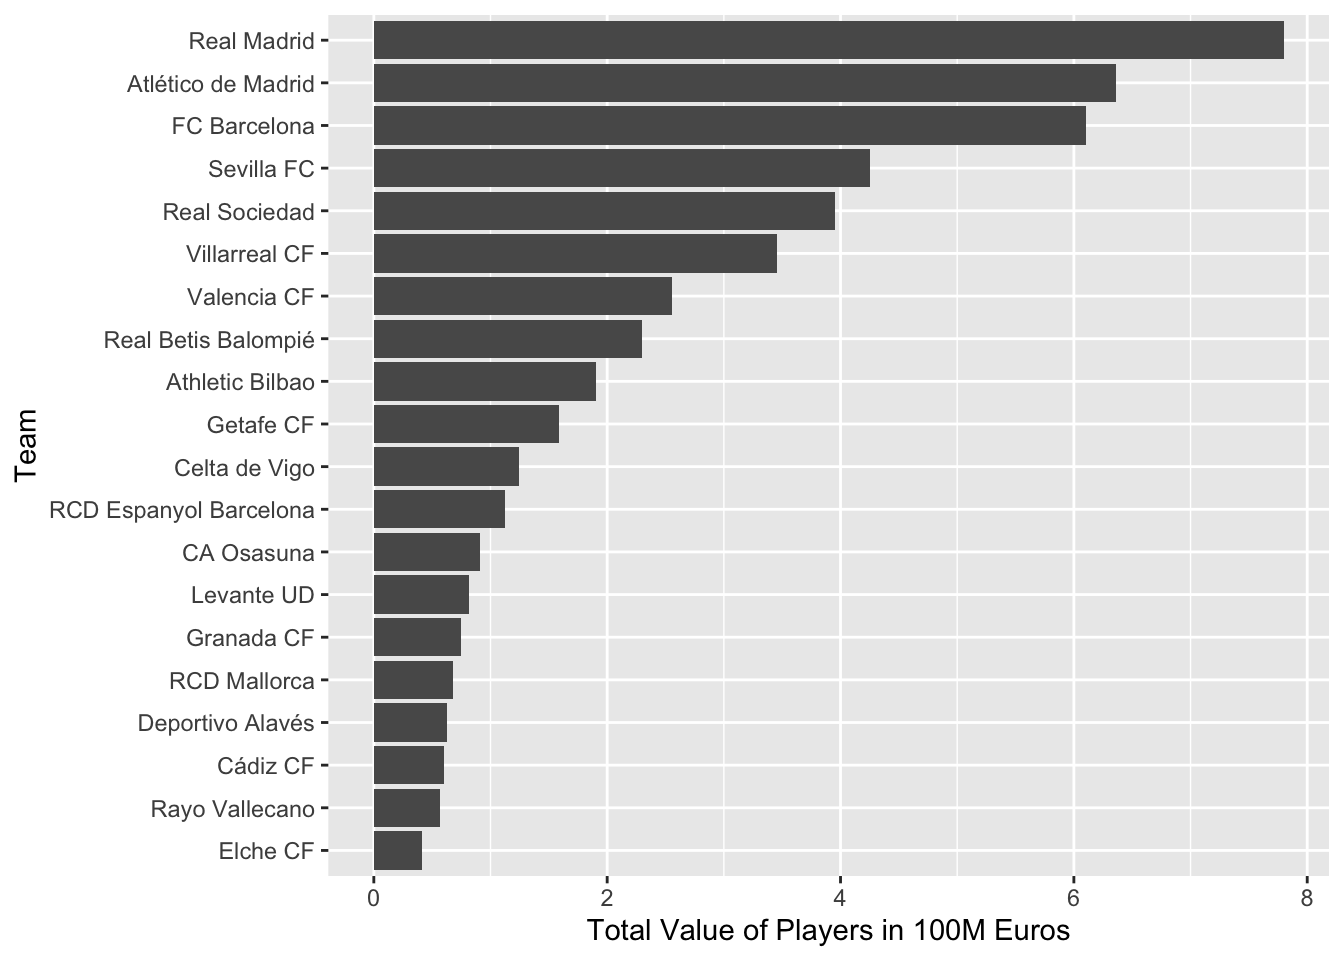 Real Madrid
Atlético de Madrid
FC Barcelona
Sevilla FC
Real Sociedad
Villarreal CF
Valencia CF
Real Betis Balompié
Athletic Bilbao
Getafe CF
Celta de Vigo
RCD Espanyol Barcelona
CA Osasuna
Levante UD
Granada CF
RCD Mallorca
Deportivo Alavés
Cádiz CF
Rayo Vallecano
Elche CF
Team
0 2 4 6 8
Total Value of Players in 100M Euros